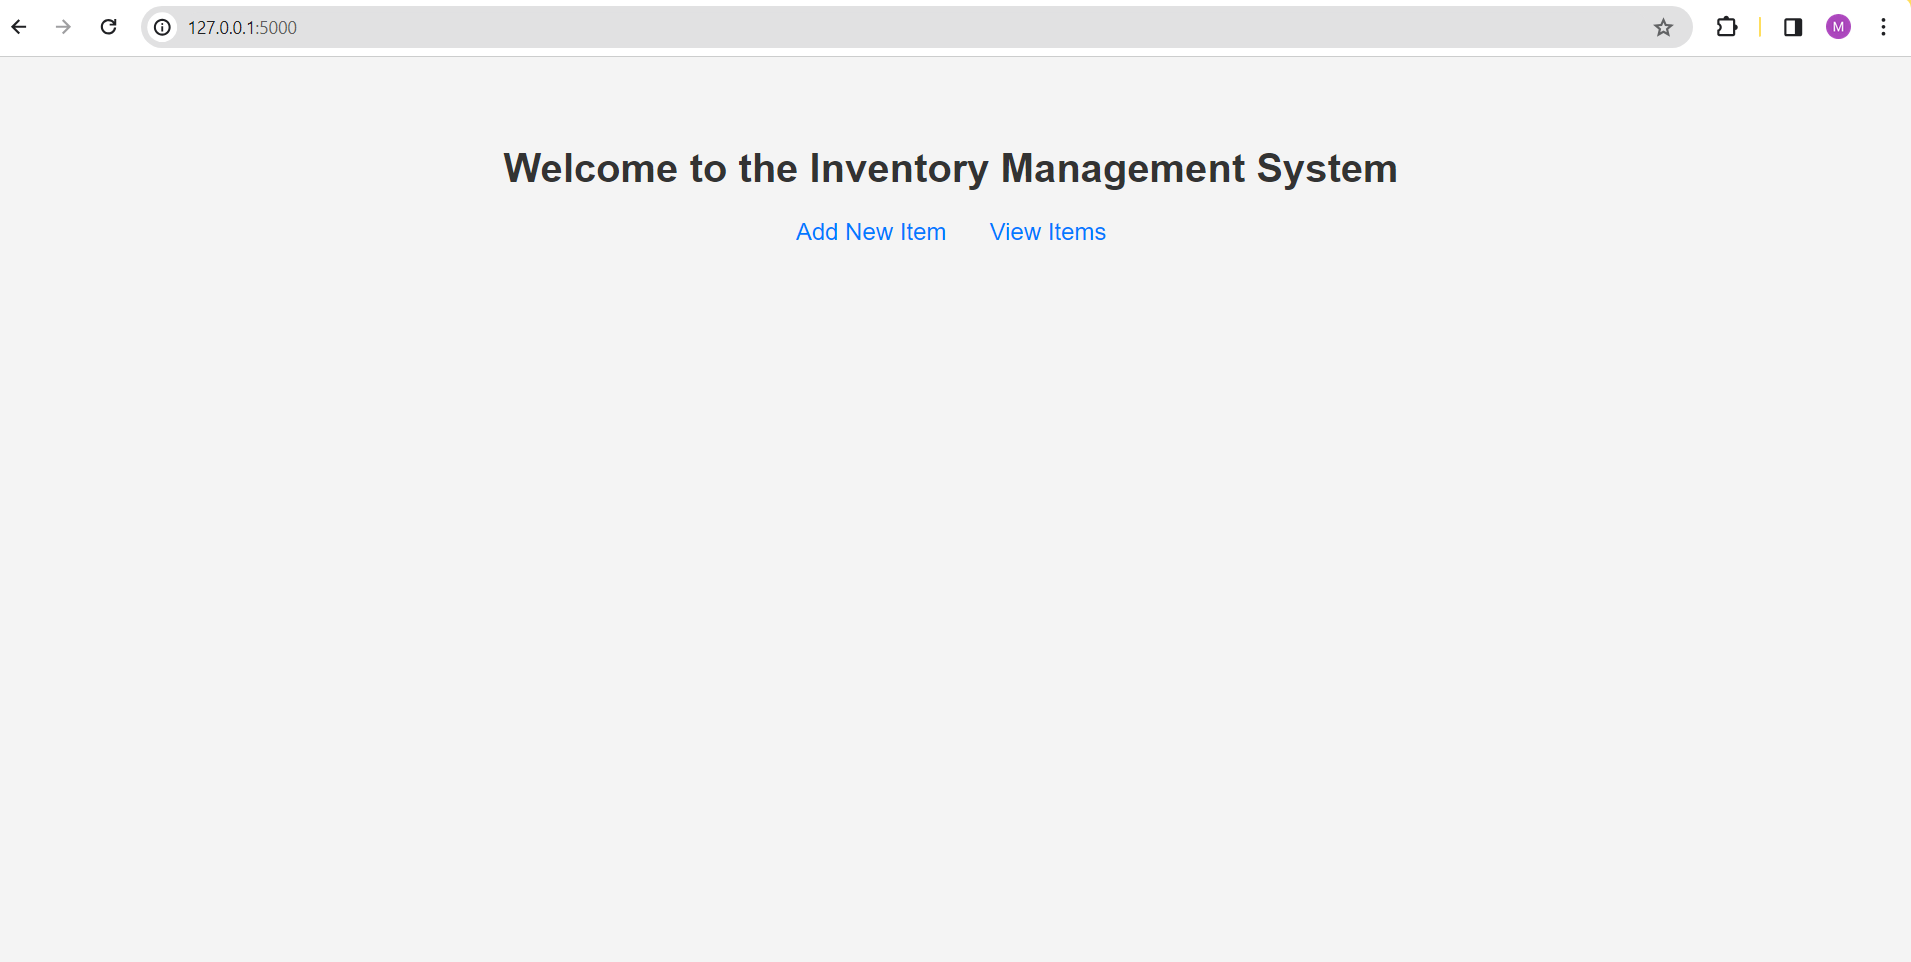 127.0.0.1:5000
M
Welcome to the Inventory Management System
Add New Item View Items